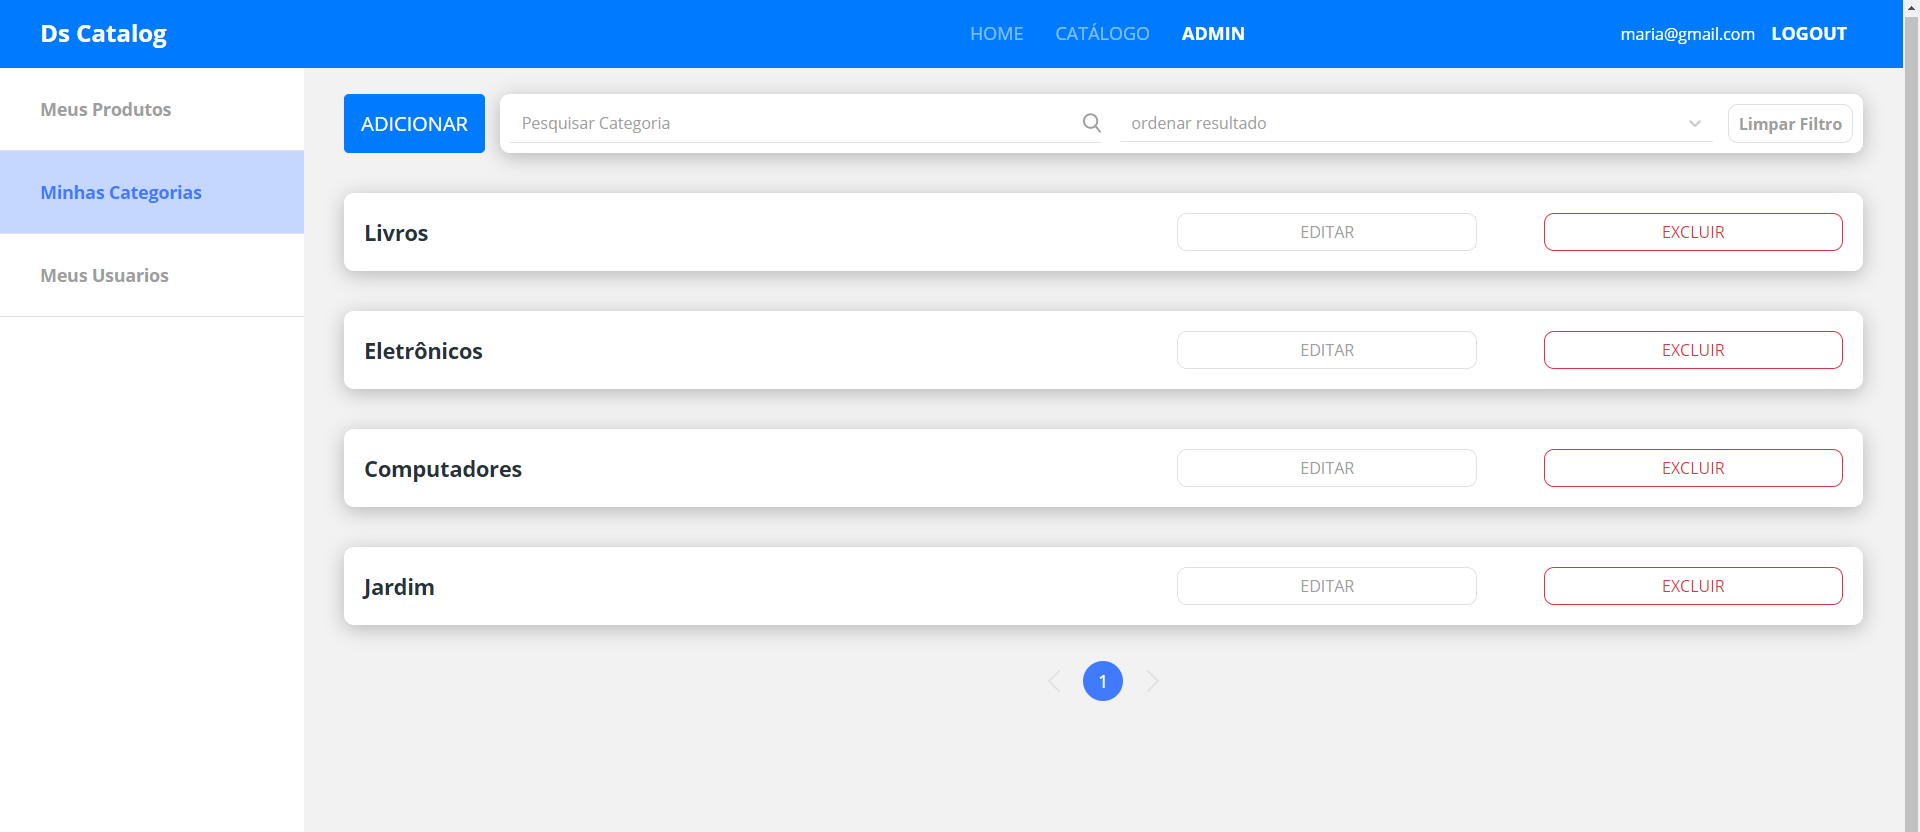 Ds Catalog
HOME CATÁLOGO ADMIN
maria@gmail.com LOGOUT
Meus Produtos
Minhas Categorias
Meus Usuarios
ADICIONAR
Pesquisar Categoria
ordenar resultado
Limpar Filtro
Livros EDITAR EXCLUIR
Eletrônicos EDITAR EXCLUIR
Computadores EDITAR EXCLUIR
Jardim EDITAR EXCLUIR
1